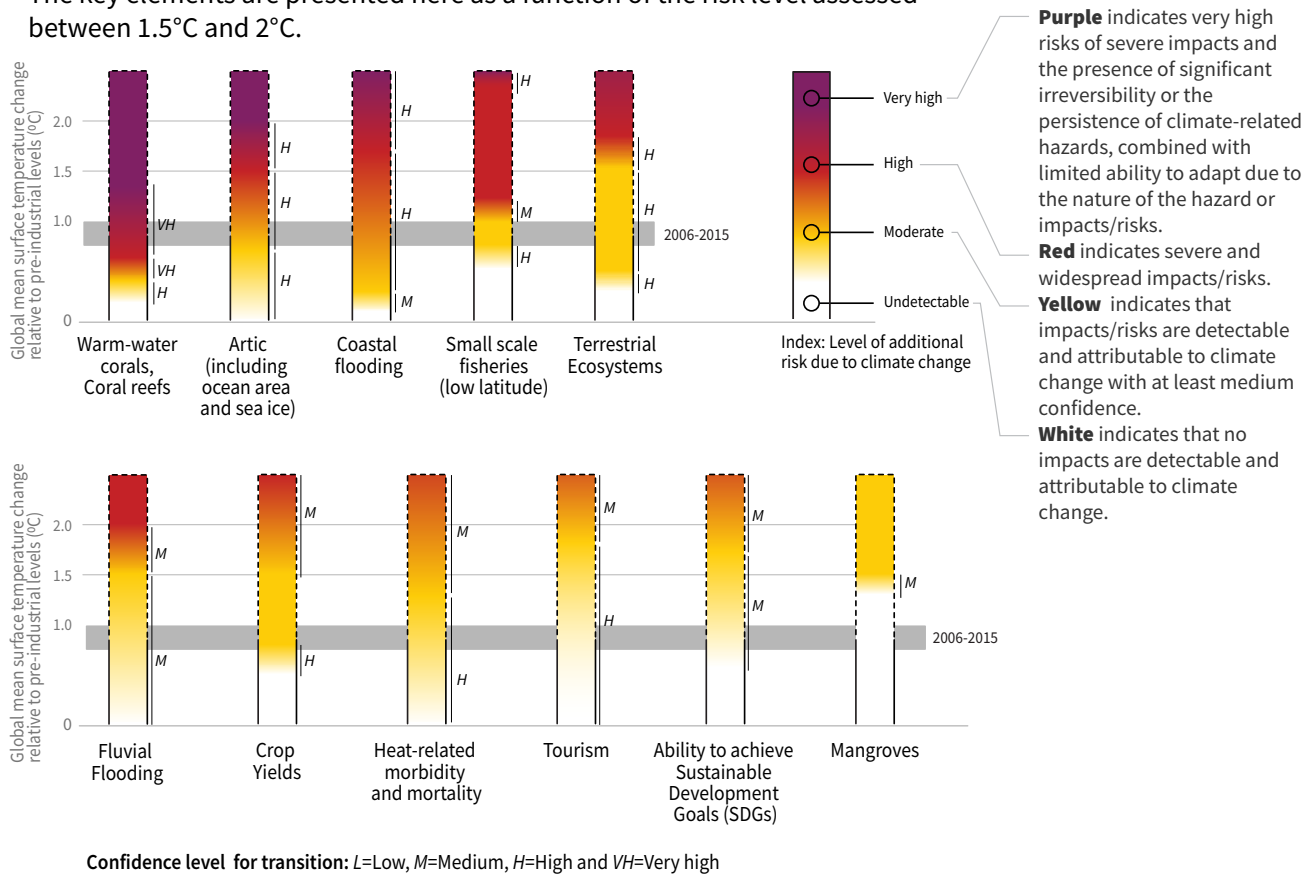 The key elements are presented here as a function of the risk level assessed
between 1.5°C and 2°C.
Global mean surface temperature change
relative to pre-industrial levels (⁰C)
2.0
1.5
1.0
0
H
VH
VH
H
H
H
H
H
H
M
H
M
H
H
H
H
2006-2015
Warm-water
corals,
Coral reefs
Artic
(including
ocean area
and sea ice)
Coastal
flooding
Small scale
fisheries
(low latitude)
Terrestrial
Ecosystems
Very high
High
Moderate
Undetectable
Index: Level of additional
risk due to climate change
Purple indicates very high
risks of severe impacts and
the presence of significant
irreversibility or the
persistence of climate-related
hazards, combined with
limited ability to adapt due to
the nature of the hazard or
impacts/risks.
Red indicates severe and
widespread impacts/risks.
Yellow indicates that
impacts/risks are detectable
and attributable to climate
change with at least medium
confidence.
White indicates that no
impacts are detectable and
attributable to climate
change.
Global mean surface temperature change
relative to pre-industrial levels (⁰C)
2.0
1.5
1.0
0
M
M
M
H
M
H
M
H
M
M
M
2006-2015
Fluvial
Flooding
Crop
Yields
Heat-related
morbidity
and mortality
Tourism
Ability to achieve
Sustainable
Development
Goals (SDGs)
Mangroves
Confidence level for transition: L=Low, M=Medium, H=High and VH=Very high